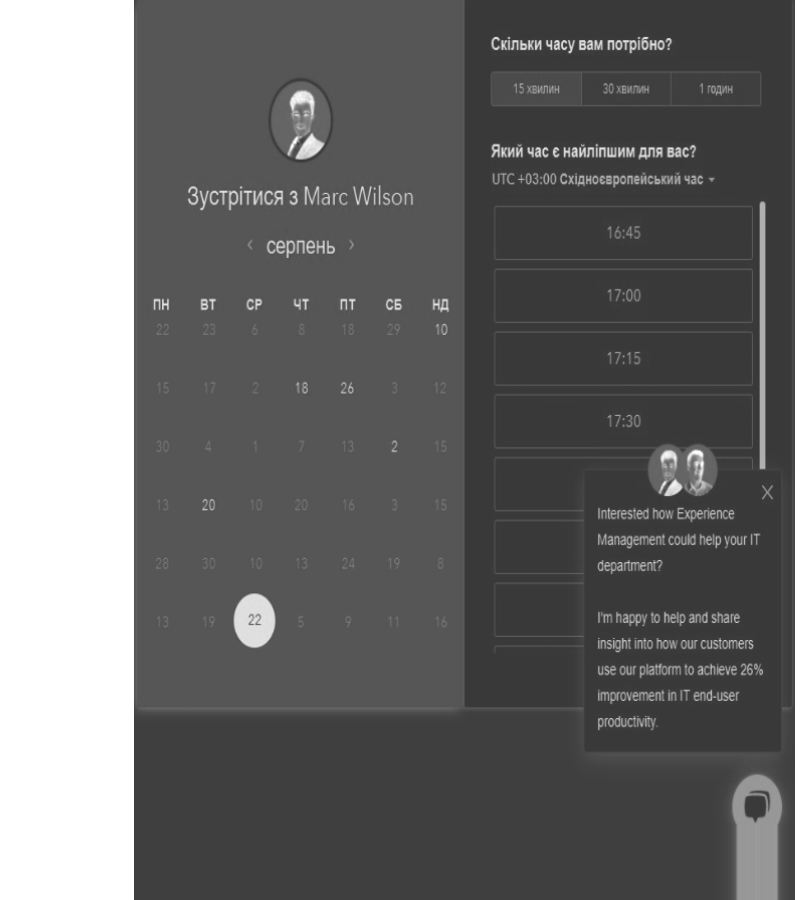 Зустрітися з Marc Wilson
серпень
ПН ВТ СР ЧТ ПТ СБ НД
22 23 6 8 18 29 10
15 17 2 18 26 3 12
30 4 1 7 13 2 15
13 20 10 20 16 3 15
28 30 10 13 24 19 8
13 19 22 5 9 11 16
Скільки часу вам потрібно?
15 хвилин 30 хвилин 1 годин
Який час є найліпшим для вас?
UTC +03:00 Східноєвропейський час
16:45
17:00
17:15
17:30
Interested how Experience
Management could help your IT
department?
I'm happy to help and share
insight into how our customers
use our platform to achieve 26%
improvement in IT end-user
productivity.